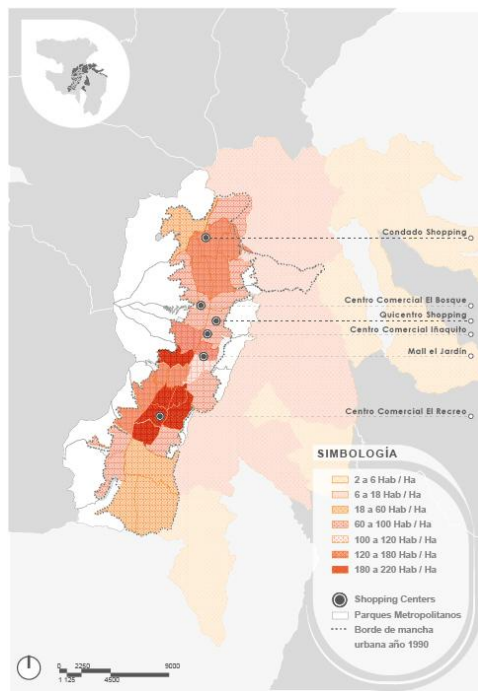 Condado Shopping
Centro Comercial El Bosque
Quicentro Shopping
Centro Comercial Iñaquito
Mall el Jardin
Centro Comercial El Recreo
SIMBOLOGÍA
2 a 6 Hab / Ha
6 a 18 Hab / Ha
18 a 60 Hab / Ha
60 a 100 Hab / Ha
100 a 120 Hab / Ha
120 a 180 Hab / Ha
180 a 220 Hab / Ha
Shopping Centers
Parques Metropolitanos
Borde de mancha
urbana año 1990
0 2250 9000
1 125 4500